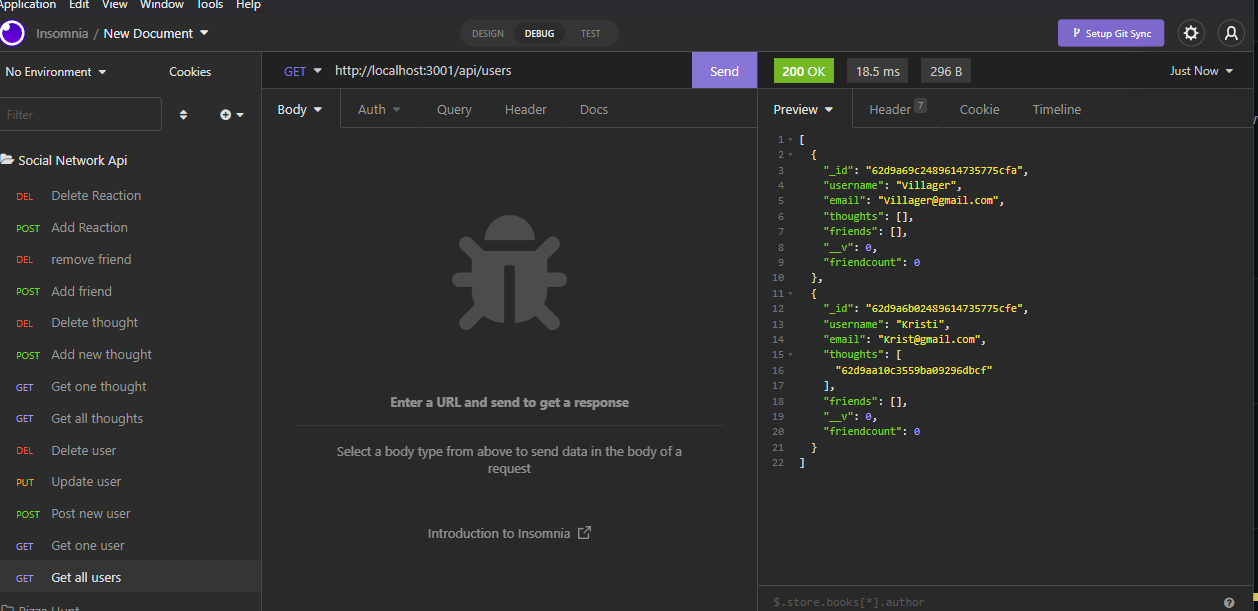 Application Edit View Window Tools Help
Insomnia / New Document
DESIGN DEBUG TEST
Setup Git Sync
No Environment
Cookies
GET http://localhost:3001/api/users
Send
200 OK 18.5 ms 296 B
Just Now
Filter
Body Auth Query Header Docs
Preview Header 7 Cookie Timeline
Social Network Api
DEL Delete Reaction
POST Add Reaction
DEL remove friend
POST Add friend
DEL Delete thought
POST Add new thought
GET Get one thought
GET Get all thoughts
DEL Delete user
PUT Update user
POST Post new user
GET Get one user
GET Get all users
Pizza Hunt
Enter a URL and send to get a response
Select a body type from above to send data in the body of a
request
Introduction to Insomnia
1 [
2 {
3 "_id": "62d9a69c2489614735775cfa",
4 "username": "Villager",
5 "email": "Villager@gmail.com",
6 "thoughts": [],
7 "friends": [],
8 "__v": 0,
9 "friendcount": 0
10 },
11 {
12 "_id": "62d9a6b02489614735775cfe",
13 "username": "Kristi",
14 "email": "Krist@gmail.com",
15 "thoughts": [
16 "62d9aa10c3559ba09296dbcf"
17 ],
18 "friends": [],
19 "__v": 0,
20 "friendcount": 0
21 }
22 ]
$.store.books[*].author